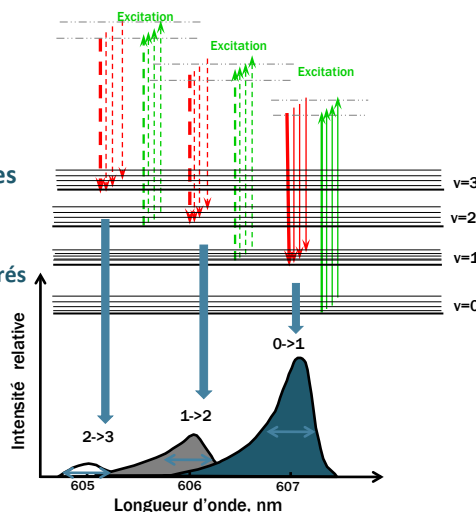 Excitation
Excitation
Excitation
es
v=3
v=2
v=1
rés
v=0
0->1
1->2
2->3
Intensité relative
605
606
607
Longueur d'onde, nm